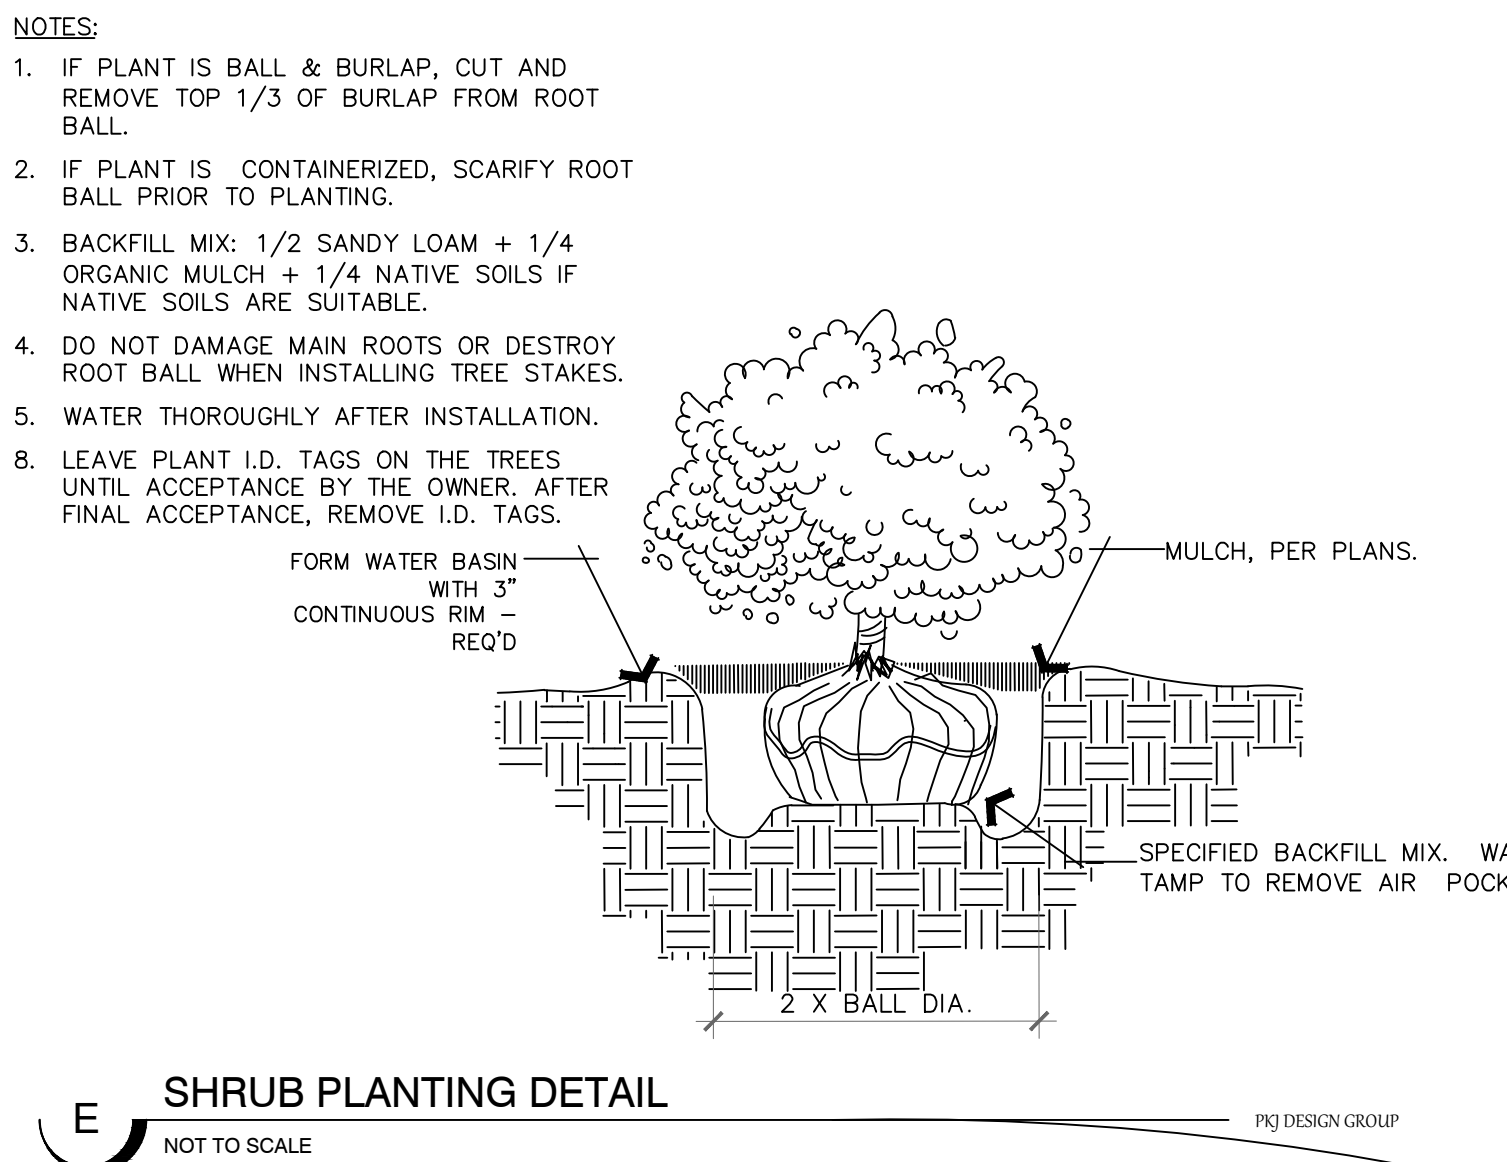 NOTES:
1. IF PLANT IS BALL & BURLAP, CUT AND
REMOVE TOP 1/3 OF BURLAP FROM ROOT
BALL.
2. IF PLANT IS CONTAINERIZED, SCARIFY ROOT
BALL PRIOR TO PLANTING.
3. BACKFILL MIX: 1/2 SANDY LOAM + 1/4
ORGANIC MULCH + 1/4 NATIVE SOILS IF
NATIVE SOILS ARE SUITABLE.
4. DO NOT DAMAGE MAIN ROOTS OR DESTROY
ROOT BALL WHEN INSTALLING TREE STAKES.
5. WATER THOROUGHLY AFTER INSTALLATION.
8. LEAVE PLANT I.D. TAGS ON THE TREES
UNTIL ACCEPTANCE BY THE OWNER. AFTER
FINAL ACCEPTANCE, REMOVE I.D. TAGS.
FORM WATER BASIN
WITH 3”
CONTINUOUS RIM –
REQ’D
MULCH, PER PLANS.
SPECIFIED BACKFILL MIX.
TAMP TO REMOVE AIR
2 X BALL DIA.
E
SHRUB PLANTING DETAIL
NOT TO SCALE
PKJ DESIGN GROUP